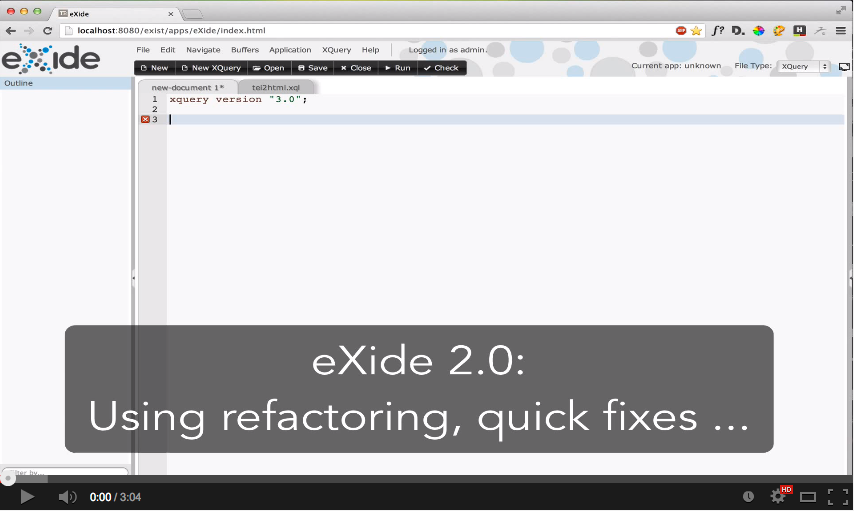 eXide
localhost:8080/exist/apps/eXide/index.html
f? D. H
eXide
File Edit Navigate Buffers Application XQuery Help Logged in as admin.
New New XQuery Open Save Close Run Check
Current app: unknown File Type: XQuery
Outline
new-document 1* tei2html.xql
1 xquery version "3.0";
2
3
eXide 2.0:
Using refactoring, quick fixes ...
0:00 / 3:04
HD